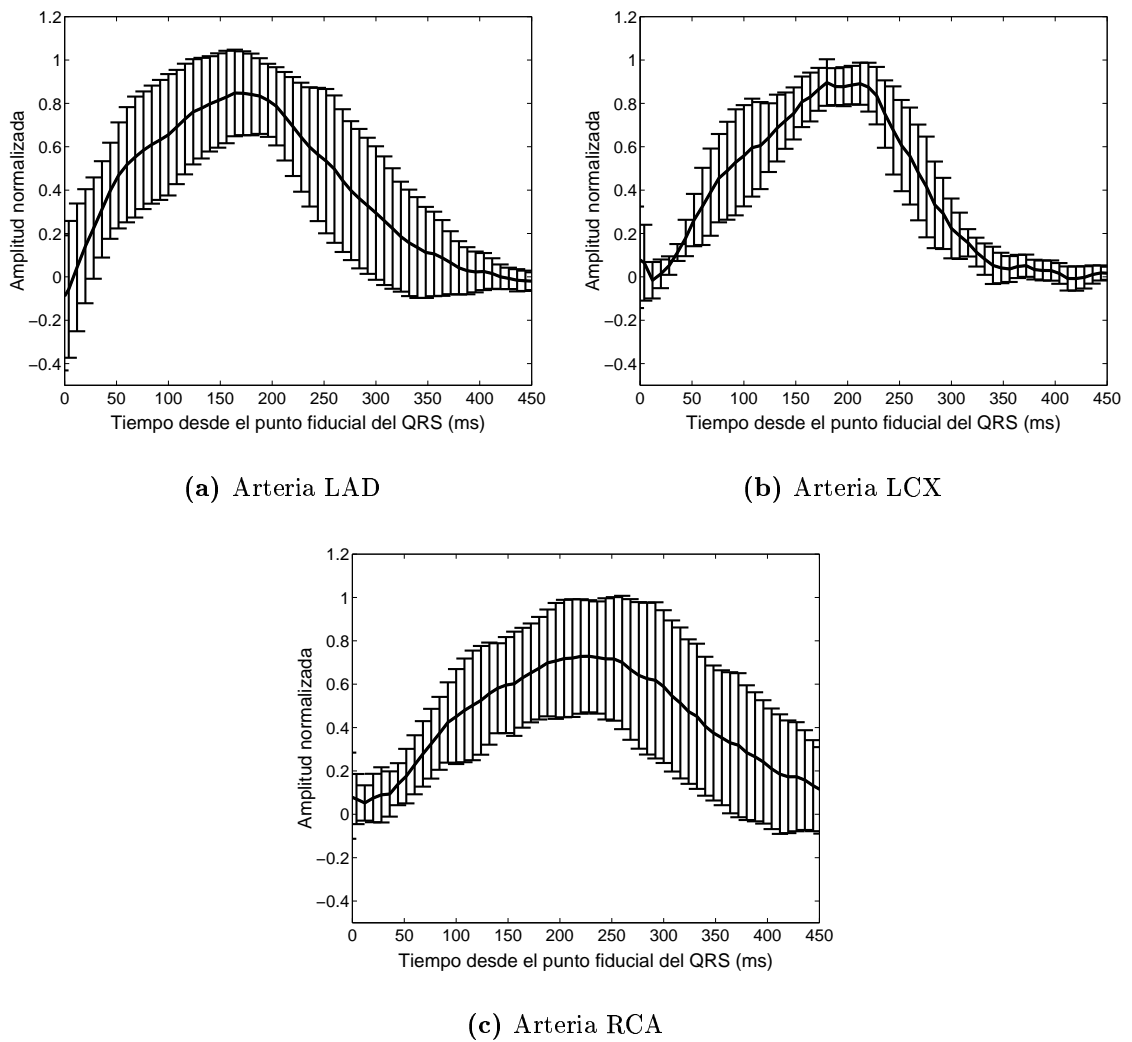 1.2
1
0.8
0.6
0.4
0.2
0
−0.2
−0.4
Amplitud normalizada
0 50 100 150 200 250 300 350 400 450
Tiempo desde el punto fiducial del QRS (ms)
(a) Arteria LAD
1.2
1
0.8
0.6
0.4
0.2
0
−0.2
−0.4
Amplitud normalizada
0 50 100 150 200 250 300 350 400 450
Tiempo desde el punto fiducial del QRS (ms)
(b) Arteria LCX
1.2
1
0.8
0.6
0.4
0.2
0
−0.2
−0.4
Amplitud normalizada
0 50 100 150 200 250 300 350 400 450
Tiempo desde el punto fiducial del QRS (ms)
(c) Arteria RCA